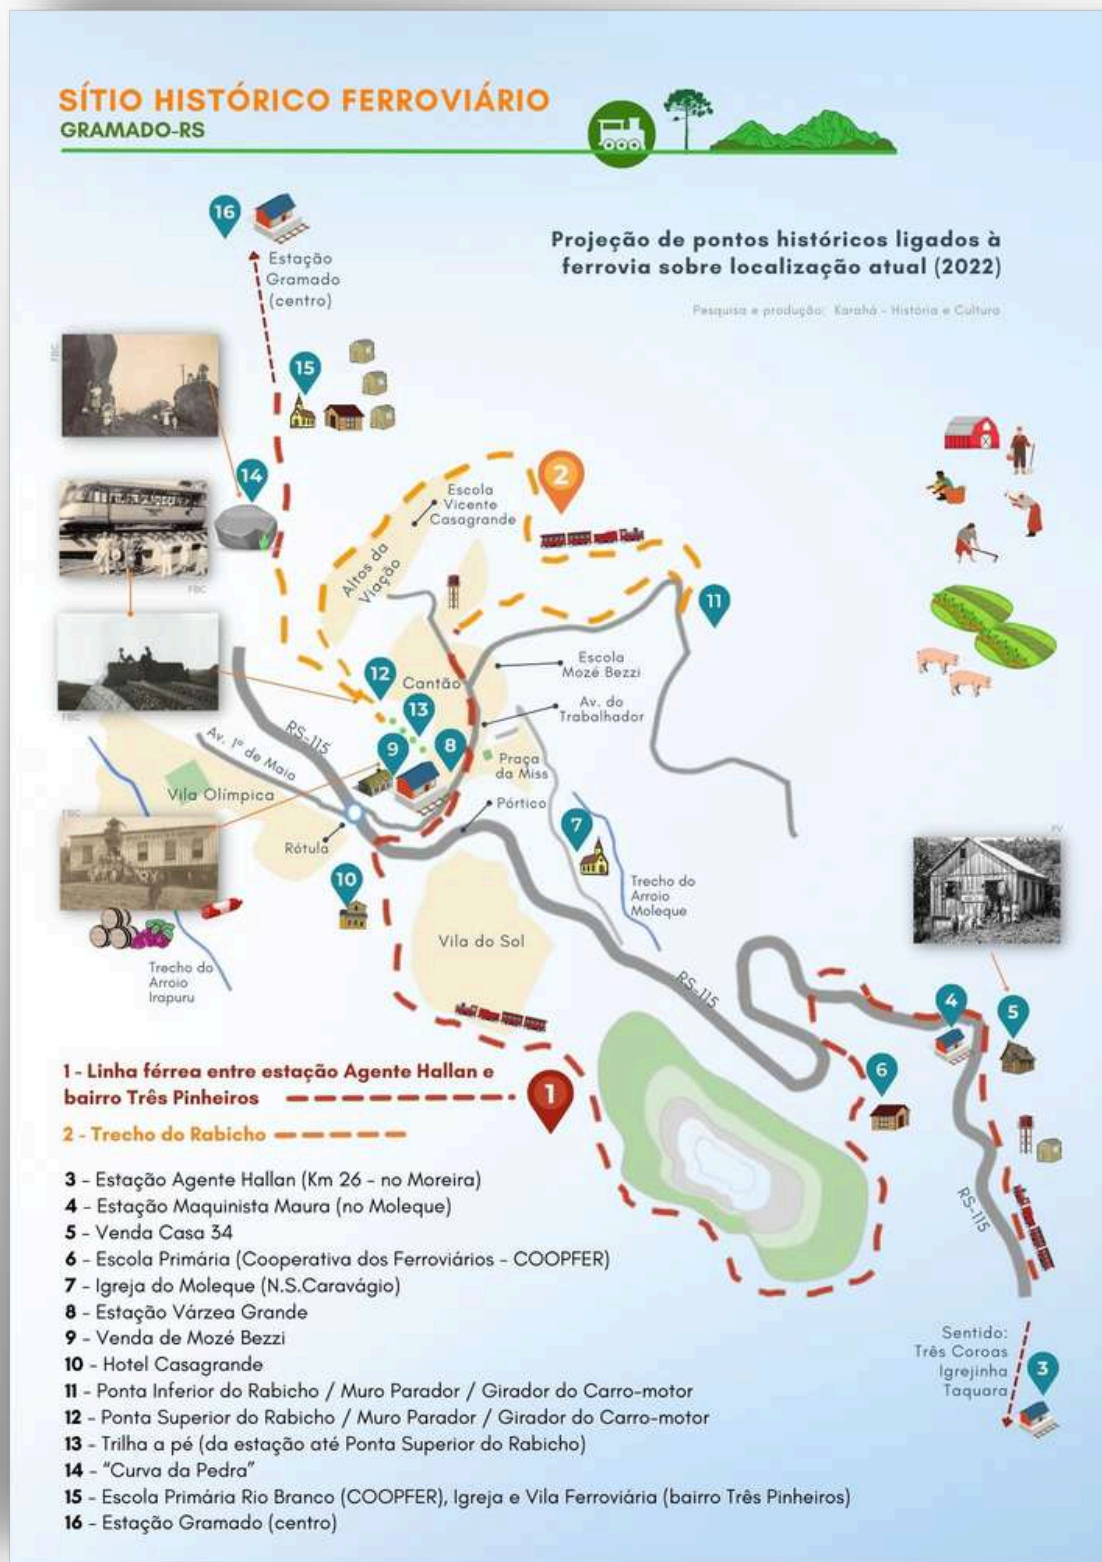 SÍTIO HISTÓRICO FERROVIÁRIO
GRAMADO-RS
Projeção de pontos históricos ligados à
ferrovia sobre localização atual (2022)
Pesquisa e produção: Karahá - História e Cultura
16
Estação
Gramado
(centro)
FBC
15
14
2
Escola
Vicente
Casagrande
Altos da
Viação
FBC
11
12
Cantão
Escola
Mozé Bezzi
13
Av. do
Trabalhador
FBC
RS-115
Av. 1º de Maio
9
8
Praça
da Miss
Vila Olímpica
Pórtico
FBC
Rótula
7
FV
10
Trecho do
Arroio
Moleque
Vila do Sol
Trecho do
Arroio
Irapuru
RS-115
4
5
6
1 - Linha férrea entre estação Agente Hallan e
bairro Três Pinheiros
1
2 - Trecho do Rabicho
RS-115
3 - Estação Agente Hallan (Km 26 - no Moreira)
4 - Estação Maquinista Maura (no Moleque)
5 - Venda Casa 34
6 - Escola Primária (Cooperativa dos Ferroviários - COOPFER)
7 - Igreja do Moleque (N.S.Caravágio)
8 - Estação Várzea Grande
9 - Venda de Mozé Bezzi
10 - Hotel Casagrande
11 - Ponta Inferior do Rabicho / Muro Parador / Girador do Carro-motor
12 - Ponta Superior do Rabicho / Muro Parador / Girador do Carro-motor
13 - Trilha a pé (da estação até Ponta Superior do Rabicho)
14 - "Curva da Pedra"
15 - Escola Primária Rio Branco (COOPFER), Igreja e Vila Ferroviária (bairro Três Pinheiros)
16 - Estação Gramado (centro)
Sentido:
Três Coroas
Igrejinha
Taquara
3